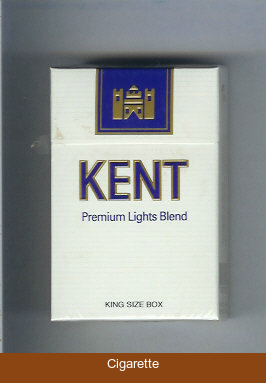 KENT
Premium Lights Blend
KING SIZE BOX
Cigarette